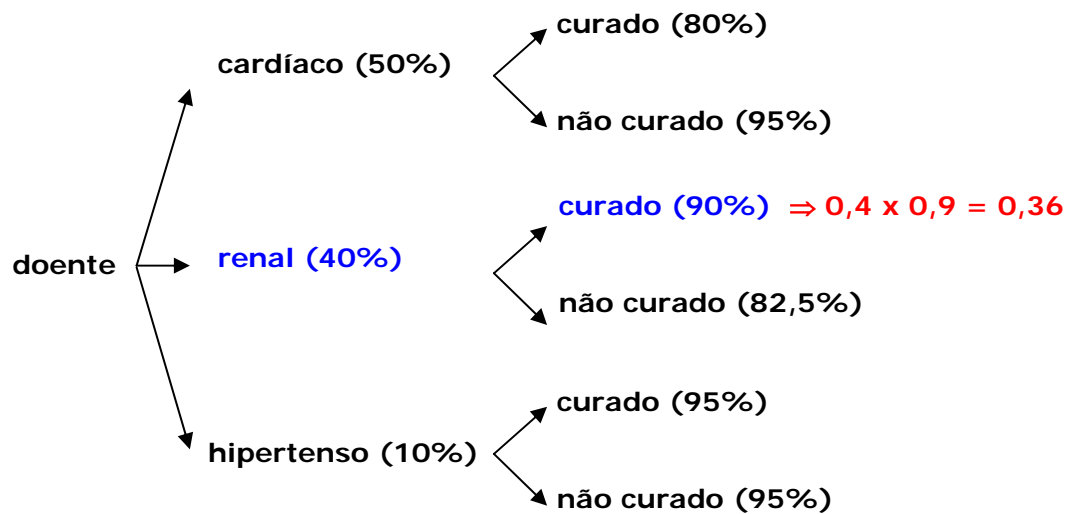 curado (80%)
cardíaco (50%)
não curado (95%)
curado (90%) ⇒ 0,4 x 0,9 = 0,36
doente
renal (40%)
não curado (82,5%)
curado (95%)
hipertenso (10%)
não curado (95%)